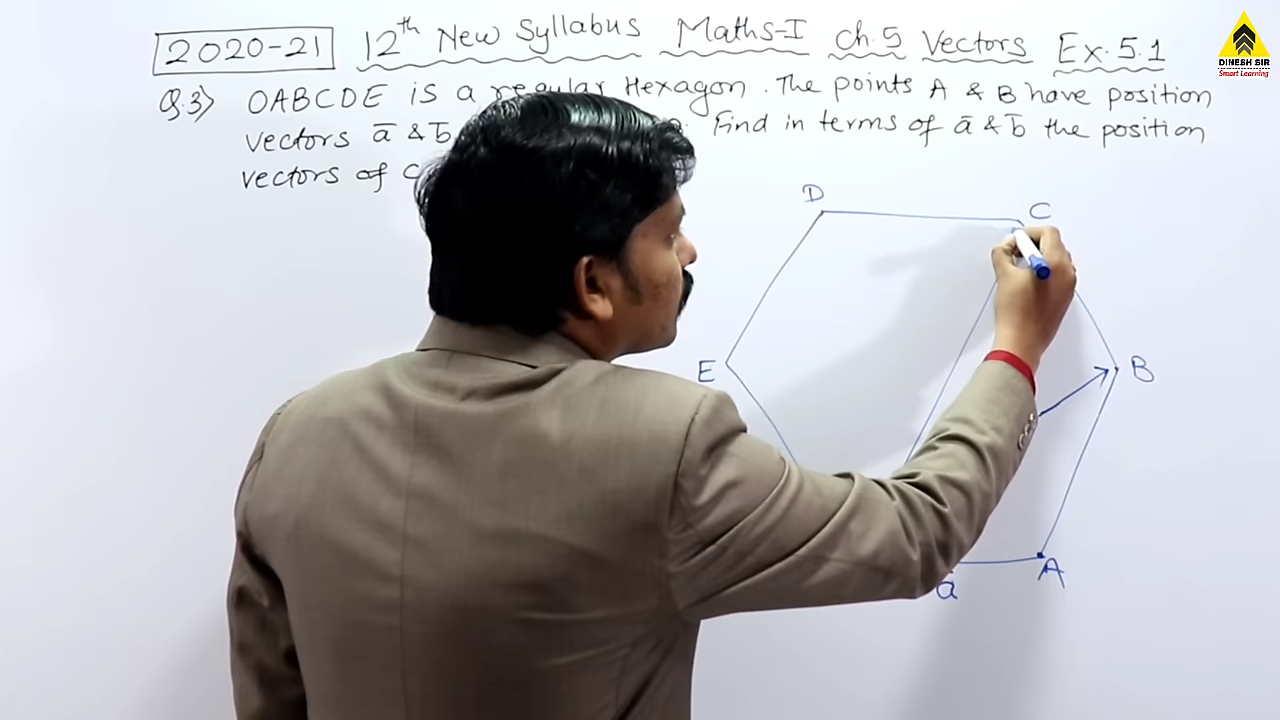 2020-21 12th New Syllabus Maths-I Ch.5 Vectors Ex.5.1
Q.3) OABCDE is a regular Hexagon. The points A & B have position
vectors ā & b̄ Find in terms of ā & b̄ the position
vectors of
D
C
E
B
A
ā
DINESH SIR
Smart Learning